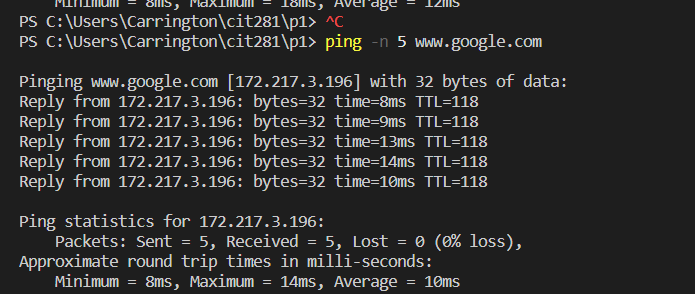 Minimum = 8ms, Maximum = 18ms, Average = 12ms
PS C:\Users\Carrington\cit281\p1> ^C
PS C:\Users\Carrington\cit281\p1> ping -n 5 www.google.com
Pinging www.google.com [172.217.3.196] with 32 bytes of data:
Reply from 172.217.3.196: bytes=32 time=8ms TTL=118
Reply from 172.217.3.196: bytes=32 time=9ms TTL=118
Reply from 172.217.3.196: bytes=32 time=13ms TTL=118
Reply from 172.217.3.196: bytes=32 time=14ms TTL=118
Reply from 172.217.3.196: bytes=32 time=10ms TTL=118
Ping statistics for 172.217.3.196:
Packets: Sent = 5, Received = 5, Lost = 0 (0% loss),
Approximate round trip times in milli-seconds:
Minimum = 8ms, Maximum = 14ms, Average = 10ms